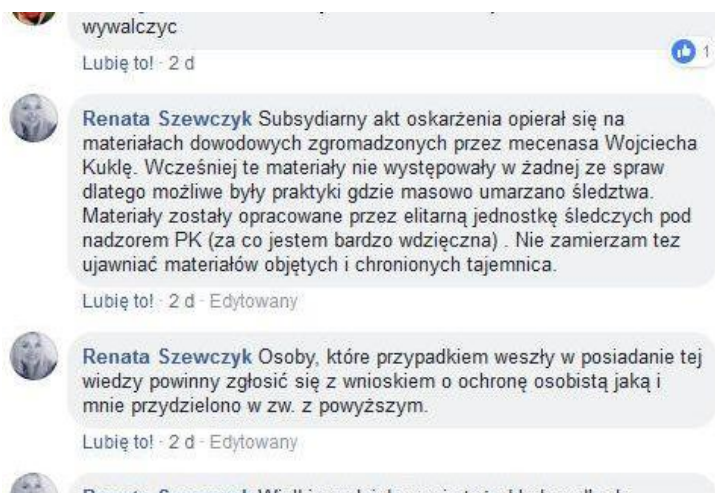 wywalczyc
Lubię to! · 2 d
1
Renata Szewczyk Subsydiarny akt oskarżenia opierał się na
materiałach dowodowych zgromadzonych przez mecenasa Wojciecha
Kuklę. Wcześniej te materiały nie występowały w żadnej ze spraw
dlatego możliwe były praktyki gdzie masowo umarzano śledztwa.
Materiały zostały opracowane przez elitarną jednostkę śledczych pod
nadzorem PK (za co jestem bardzo wdzięczna) . Nie zamierzam tez
ujawniać materiałów objętych i chronionych tajemnica.
Lubię to! · 2 d · Edytowany
Renata Szewczyk Osoby, które przypadkiem weszły w posiadanie tej
wiedzy powinny zgłosić się z wnioskiem o ochronę osobistą jaką i
mnie przydzielono w zw. z powyższym.
Lubię to! · 2 d · Edytowany